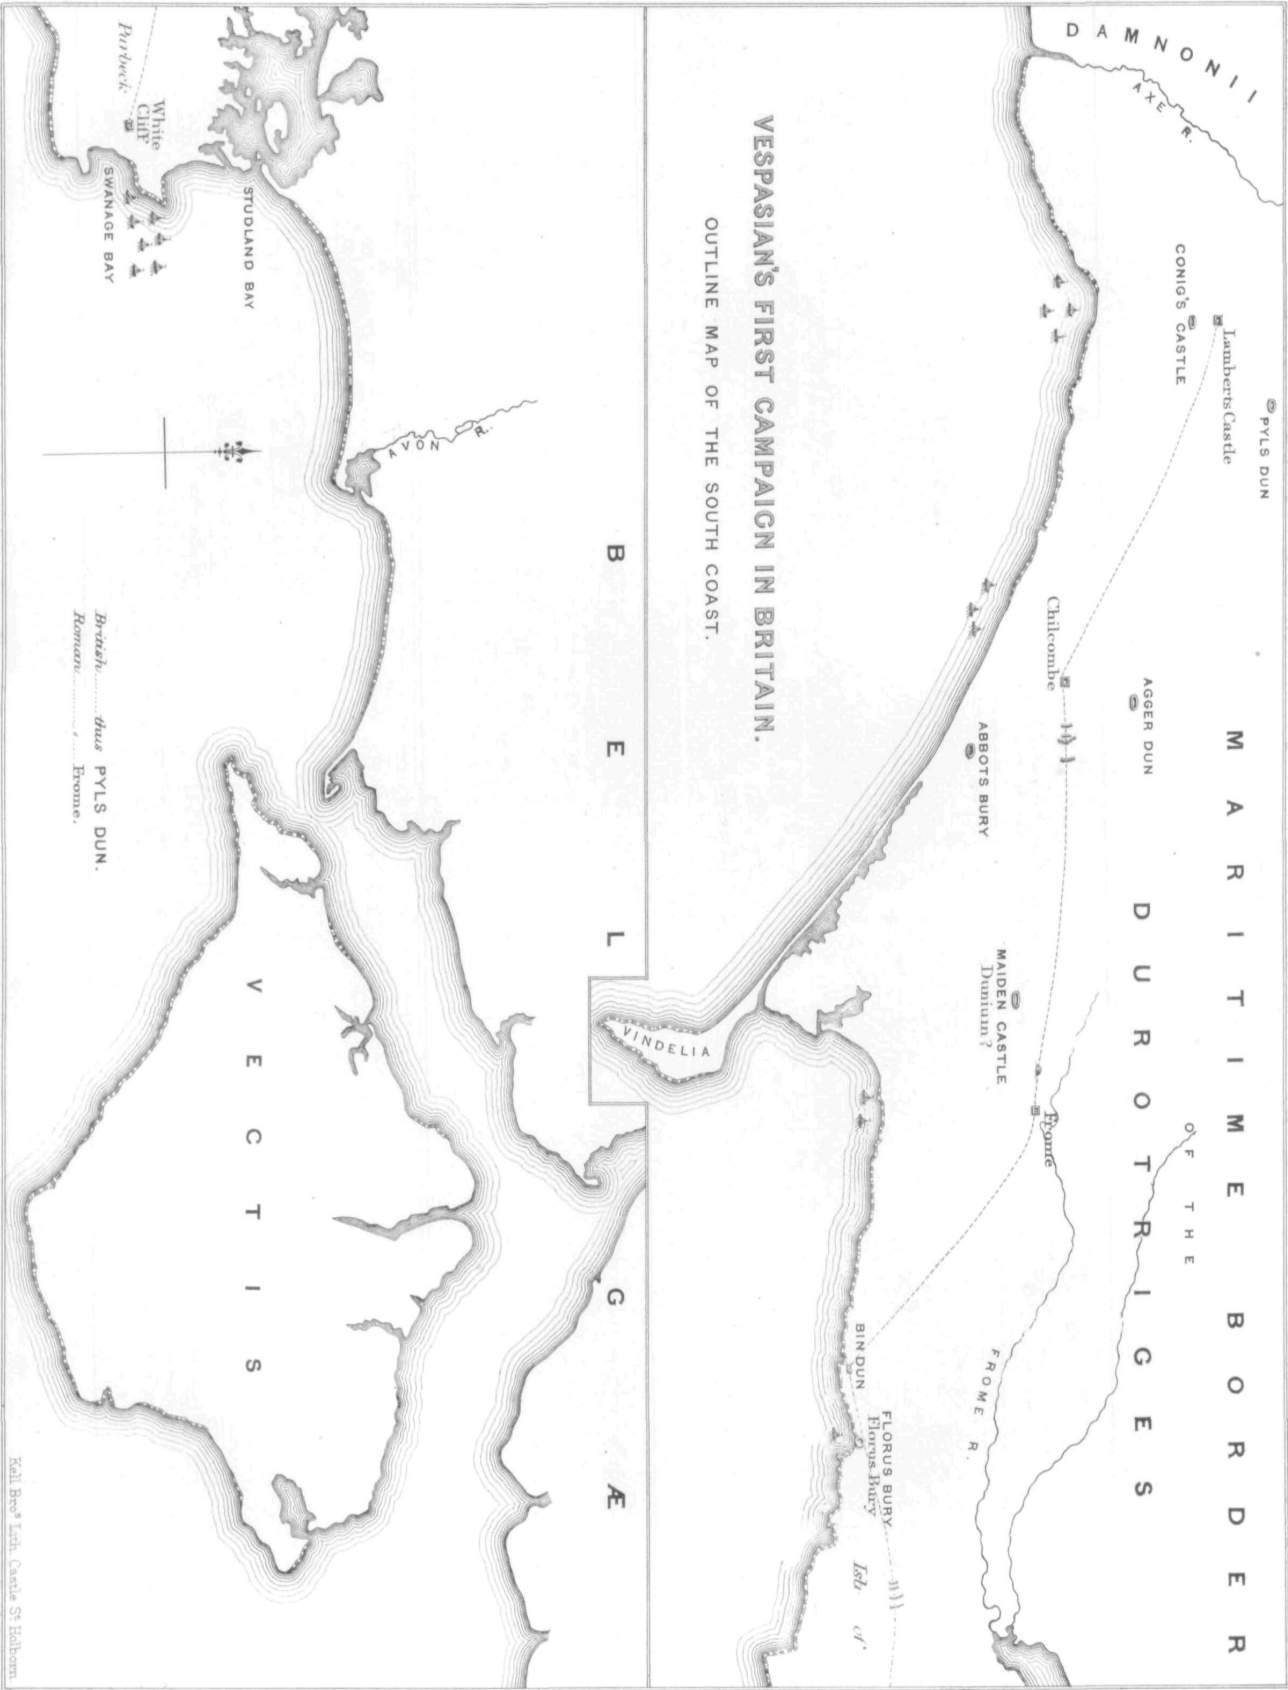 DAMNONII
AXE R.
CONIG'S CASTLE
Lamberts Castle
PYLS DUN
VESPASIAN'S FIRST CAMPAIGN IN BRITAIN.
OUTLINE MAP OF THE SOUTH COAST.
Chilcombe
AGGER DUN
ABBOTS BURY
MARITIME BORDER
OF THE
DUROTRIGES
MAIDEN CASTLE
Dunium?
Frome
FROME R.
VINDELIA
BINDUN
FLORUS BURY
Florus Bury
Isle of
Purbeck
White
Cliff
SWANAGE BAY
STUDLAND BAY
AVON R.
BELGÆ
VECTIS
British........thus PYLS DUN.
Roman............„......Frome.
Kell Bros. Lith. Castle St. Holborn